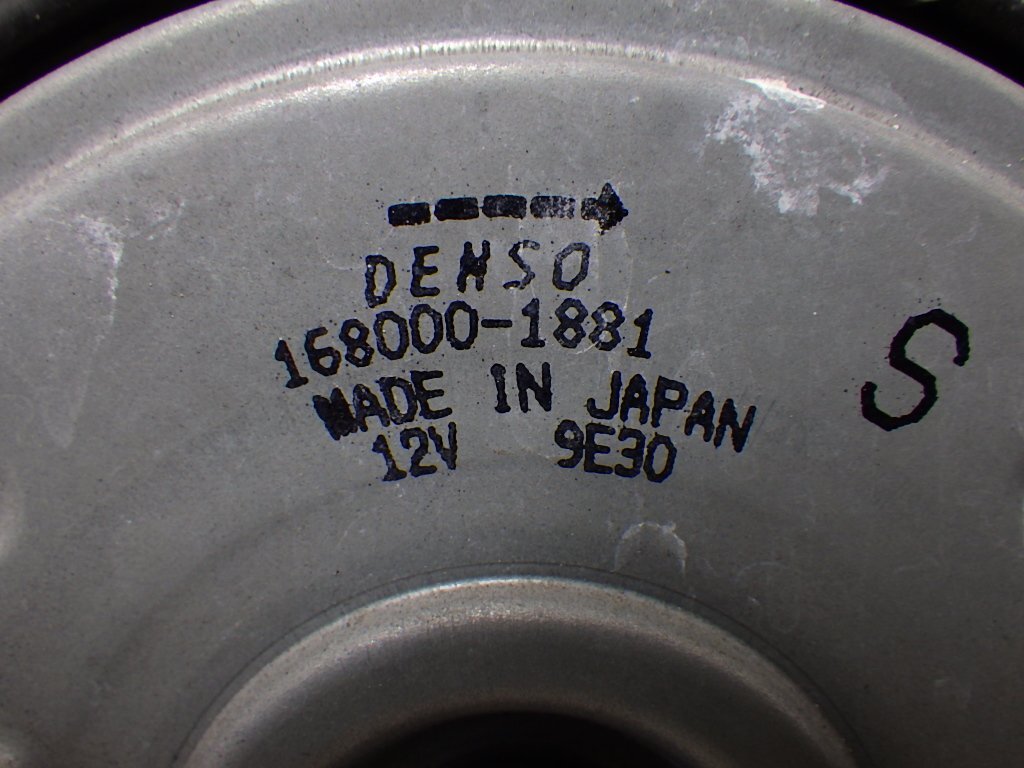 DENSO
168000-1881
MADE IN JAPAN
12V 9E30
S